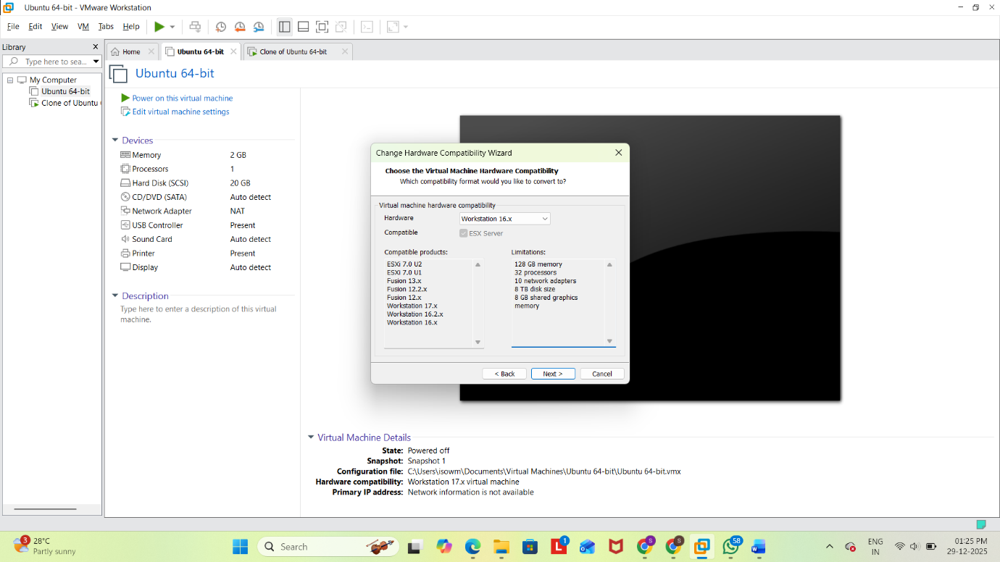 Ubuntu 64-bit - VMware Workstation
File Edit View VM Tabs Help
Library
Type here to sea...
My Computer
Ubuntu 64-bit
Clone of Ubuntu
Home
Ubuntu 64-bit
Clone of Ubuntu 64-bit
Ubuntu 64-bit
Power on this virtual machine
Edit virtual machine settings
Devices
Memory 2 GB
Processors 1
Hard Disk (SCSI) 20 GB
CD/DVD (SATA) Auto detect
Network Adapter NAT
USB Controller Present
Sound Card Auto detect
Printer Present
Display Auto detect
Description
Type here to enter a description of this virtual
machine.
Change Hardware Compatibility Wizard
Choose the Virtual Machine Hardware Compatibility
Which compatibility format would you like to convert to?
Virtual machine hardware compatibility
Hardware Workstation 16.x
Compatible ESX Server
Compatible products:
ESXi 7.0 U2
ESXi 7.0 U1
Fusion 13.x
Fusion 12.2.x
Fusion 12.x
Workstation 17.x
Workstation 16.2.x
Workstation 16.x
Limitations:
128 GB memory
32 processors
10 network adapters
8 TB disk size
8 GB shared graphics
memory
< Back Next > Cancel
Virtual Machine Details
State: Powered off
Snapshot: Snapshot 1
Configuration file: C:\Users\isowm\Documents\Virtual Machines\Ubuntu 64-bit\Ubuntu 64-bit.vmx
Hardware compatibility: Workstation 17.x virtual machine
Primary IP address: Network information is not available
3
28°C
Partly sunny
Search
L
1
S
S
58
W
ENG
IN
01:25 PM
29-12-2025